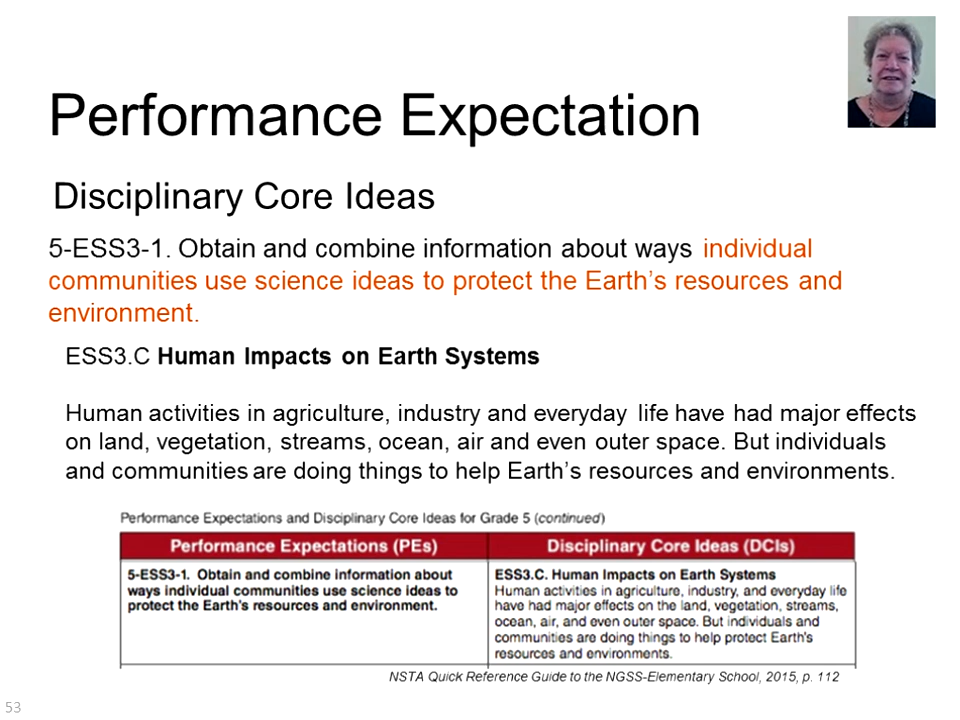 Performance Expectation
Disciplinary Core Ideas
5-ESS3-1. Obtain and combine information about ways individual
communities use science ideas to protect the Earth’s resources and
environment.
ESS3.C Human Impacts on Earth Systems
Human activities in agriculture, industry and everyday life have had major effects
on land, vegetation, streams, ocean, air and even outer space. But individuals
and communities are doing things to help Earth’s resources and environments.
Performance Expectations and Disciplinary Core Ideas for Grade 5 (continued)
Performance Expectations (PEs)
Disciplinary Core Ideas (DCIs)
5-ESS3-1. Obtain and combine information about
ways individual communities use science ideas to
protect the Earth's resources and environment.
ESS3.C. Human Impacts on Earth Systems
Human activities in agriculture, industry, and everyday life
have had major effects on the land, vegetation, streams,
ocean, air, and even outer space. But individuals and
communities are doing things to help protect Earth's
resources and environments.
NSTA Quick Reference Guide to the NGSS-Elementary School, 2015, p. 112
53